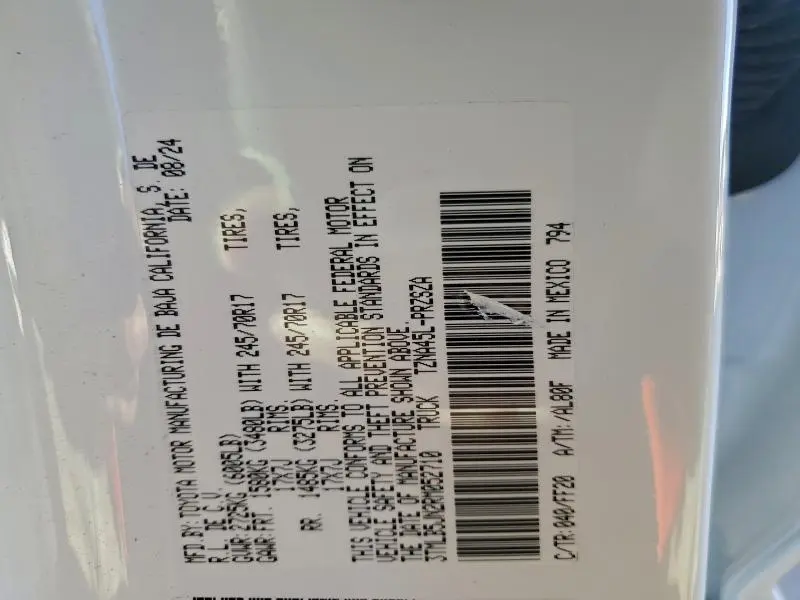 MFD.BY: TOYOTA MOTOR MANUFACTURING DE BAJA CALIFORNIA, S. DE
R.L. DE C.V. DATE: 08/24
GVWR: 2725KG (6005LB)
GAWR: FRT. 1580KG (3480LB) WITH 245/70R17 TIRES,
17X7J RIMS.
RR. 1485KG (3275LB) WITH 245/70R17 TIRES,
17X7J RIMS.
THIS VEHICLE CONFORMS TO ALL APPLICABLE FEDERAL MOTOR
VEHICLE SAFETY AND THEFT PREVENTION STANDARDS IN EFFECT ON
THE DATE OF MANUFACTURE SHOWN ABOVE.
3TMLB5JN2RM052710 TRUCK TZNA45L-PRZSZA
C/TR:040/FF20 A/TM:/AL80F MADE IN MEXICO 794